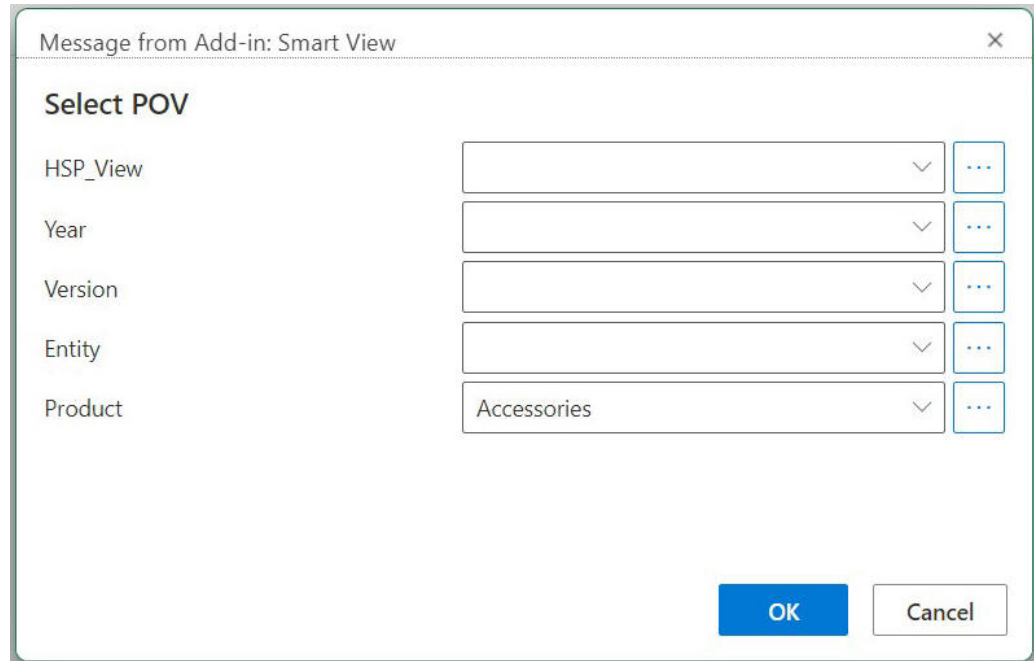 Message from Add-in: Smart View
Select POV
HSP_View ...
Year ...
Version ...
Entity ...
Product Accessories ...
OK Cancel